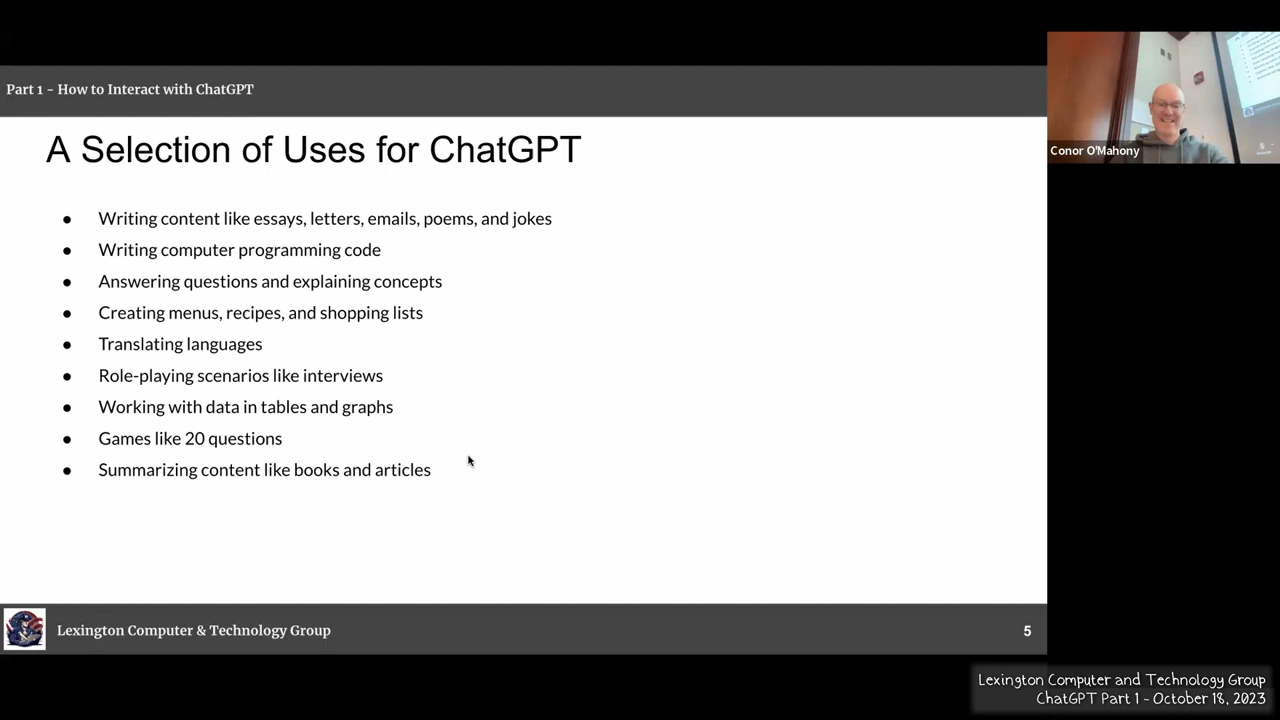 Part 1 - How to Interact with ChatGPT
A Selection of Uses for ChatGPT
● Writing content like essays, letters, emails, poems, and jokes
● Writing computer programming code
● Answering questions and explaining concepts
● Creating menus, recipes, and shopping lists
● Translating languages
● Role-playing scenarios like interviews
● Working with data in tables and graphs
● Games like 20 questions
● Summarizing content like books and articles
Lexington Computer & Technology Group
5
Conor O'Mahony
Lexington Computer and Technology Group
ChatGPT Part 1 - October 18, 2023